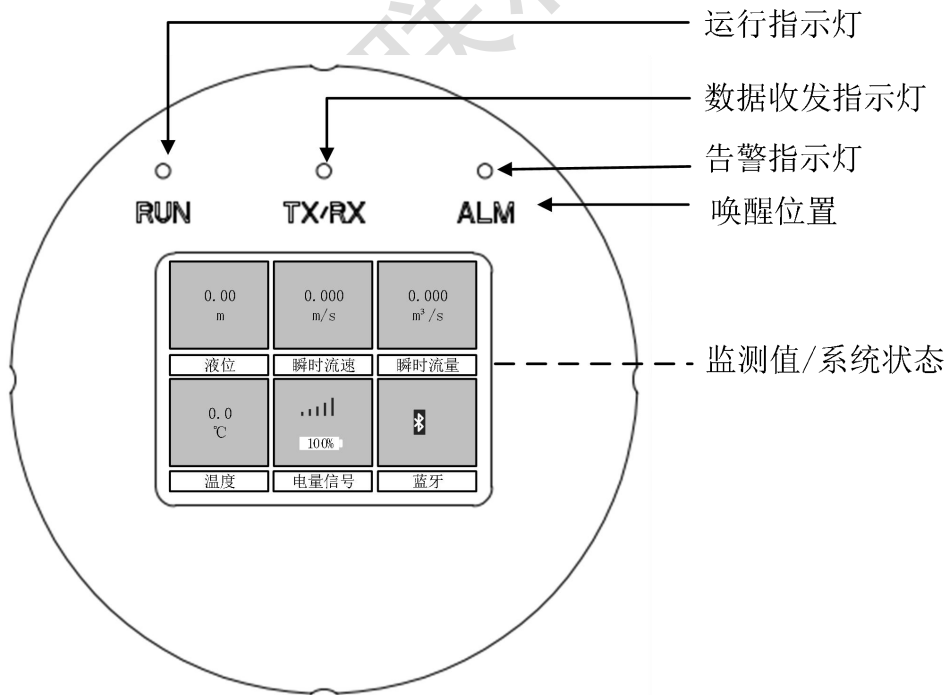 运行指示灯
数据收发指示灯
告警指示灯
唤醒位置
RUN TX/RX ALM
0.00 0.000 0.000
m m/s m³/s
液位 瞬时流速 瞬时流量
监测值/系统状态
0.0
℃
100%
温度 电量信号 蓝牙